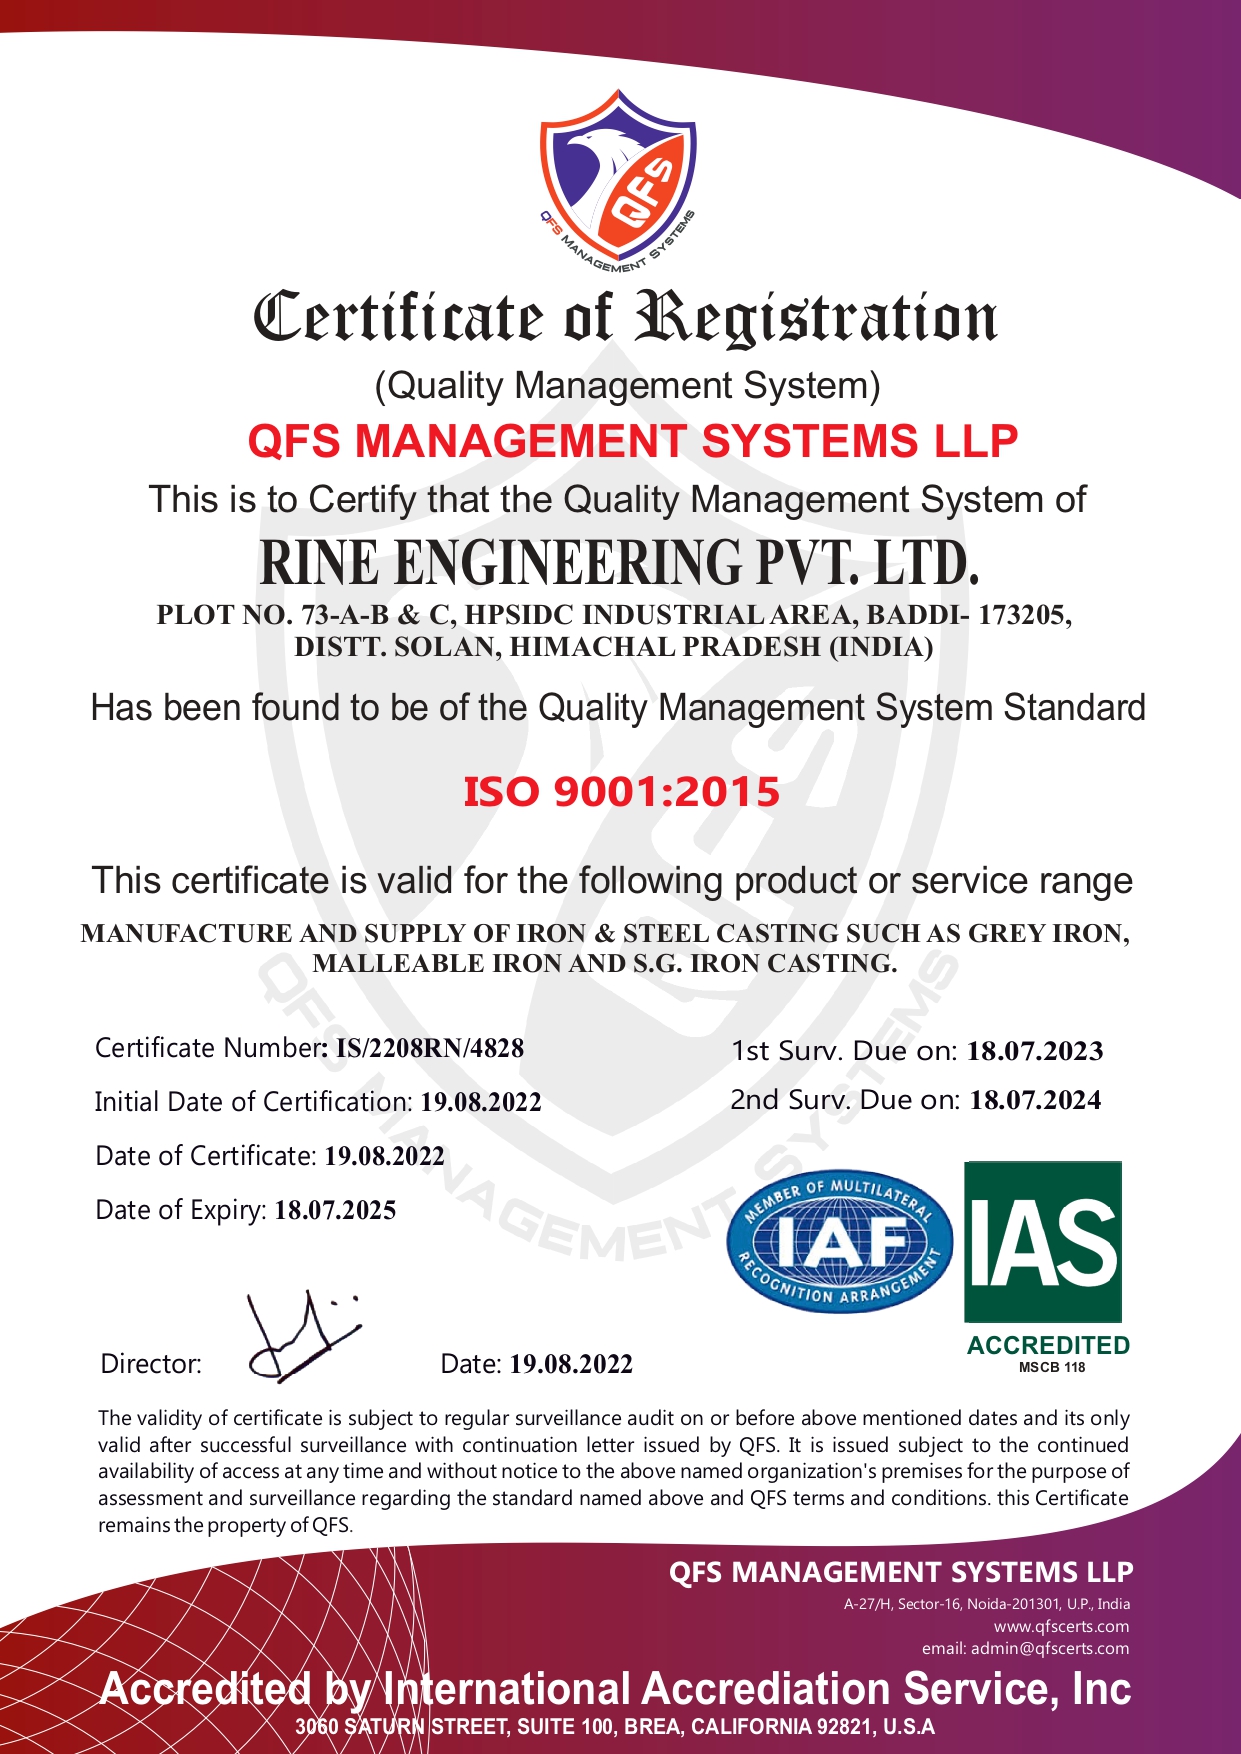 QFS
QFS MANAGEMENT SYSTEMS
Certificate of Registration
(Quality Management System)
QFS MANAGEMENT SYSTEMS LLP
This is to Certify that the Quality Management System of
RINE ENGINEERING PVT. LTD.
PLOT NO. 73-A-B & C, HPSIDC INDUSTRIAL AREA, BADDI- 173205,
DISTT. SOLAN, HIMACHAL PRADESH (INDIA)
Has been found to be of the Quality Management System Standard
ISO 9001:2015
This certificate is valid for the following product or service range
MANUFACTURE AND SUPPLY OF IRON & STEEL CASTING SUCH AS GREY IRON,
MALLEABLE IRON AND S.G. IRON CASTING.
QFS
QFS MANAGEMENT SYSTEMS
Certificate Number: IS/2208RN/4828
Initial Date of Certification: 19.08.2022
Date of Certificate: 19.08.2022
Date of Expiry: 18.07.2025
1st Surv. Due on: 18.07.2023
2nd Surv. Due on: 18.07.2024
MEMBER OF MULTILATERAL
IAF
RECOGNITION ARRANGEMENT
IAS
ACCREDITED
MSCB 118
Director:
Date: 19.08.2022
The validity of certificate is subject to regular surveillance audit on or before above mentioned dates and its only
valid after successful surveillance with continuation letter issued by QFS. It is issued subject to the continued
availability of access at any time and without notice to the above named organization's premises for the purpose of
assessment and surveillance regarding the standard named above and QFS terms and conditions. this Certificate
remains the property of QFS.
QFS MANAGEMENT SYSTEMS LLP
A-27/H, Sector-16, Noida-201301, U.P., India
www.qfscerts.com
email: admin@qfscerts.com
Accredited by International Accrediation Service, Inc
3060 SATURN STREET, SUITE 100, BREA, CALIFORNIA 92821, U.S.A